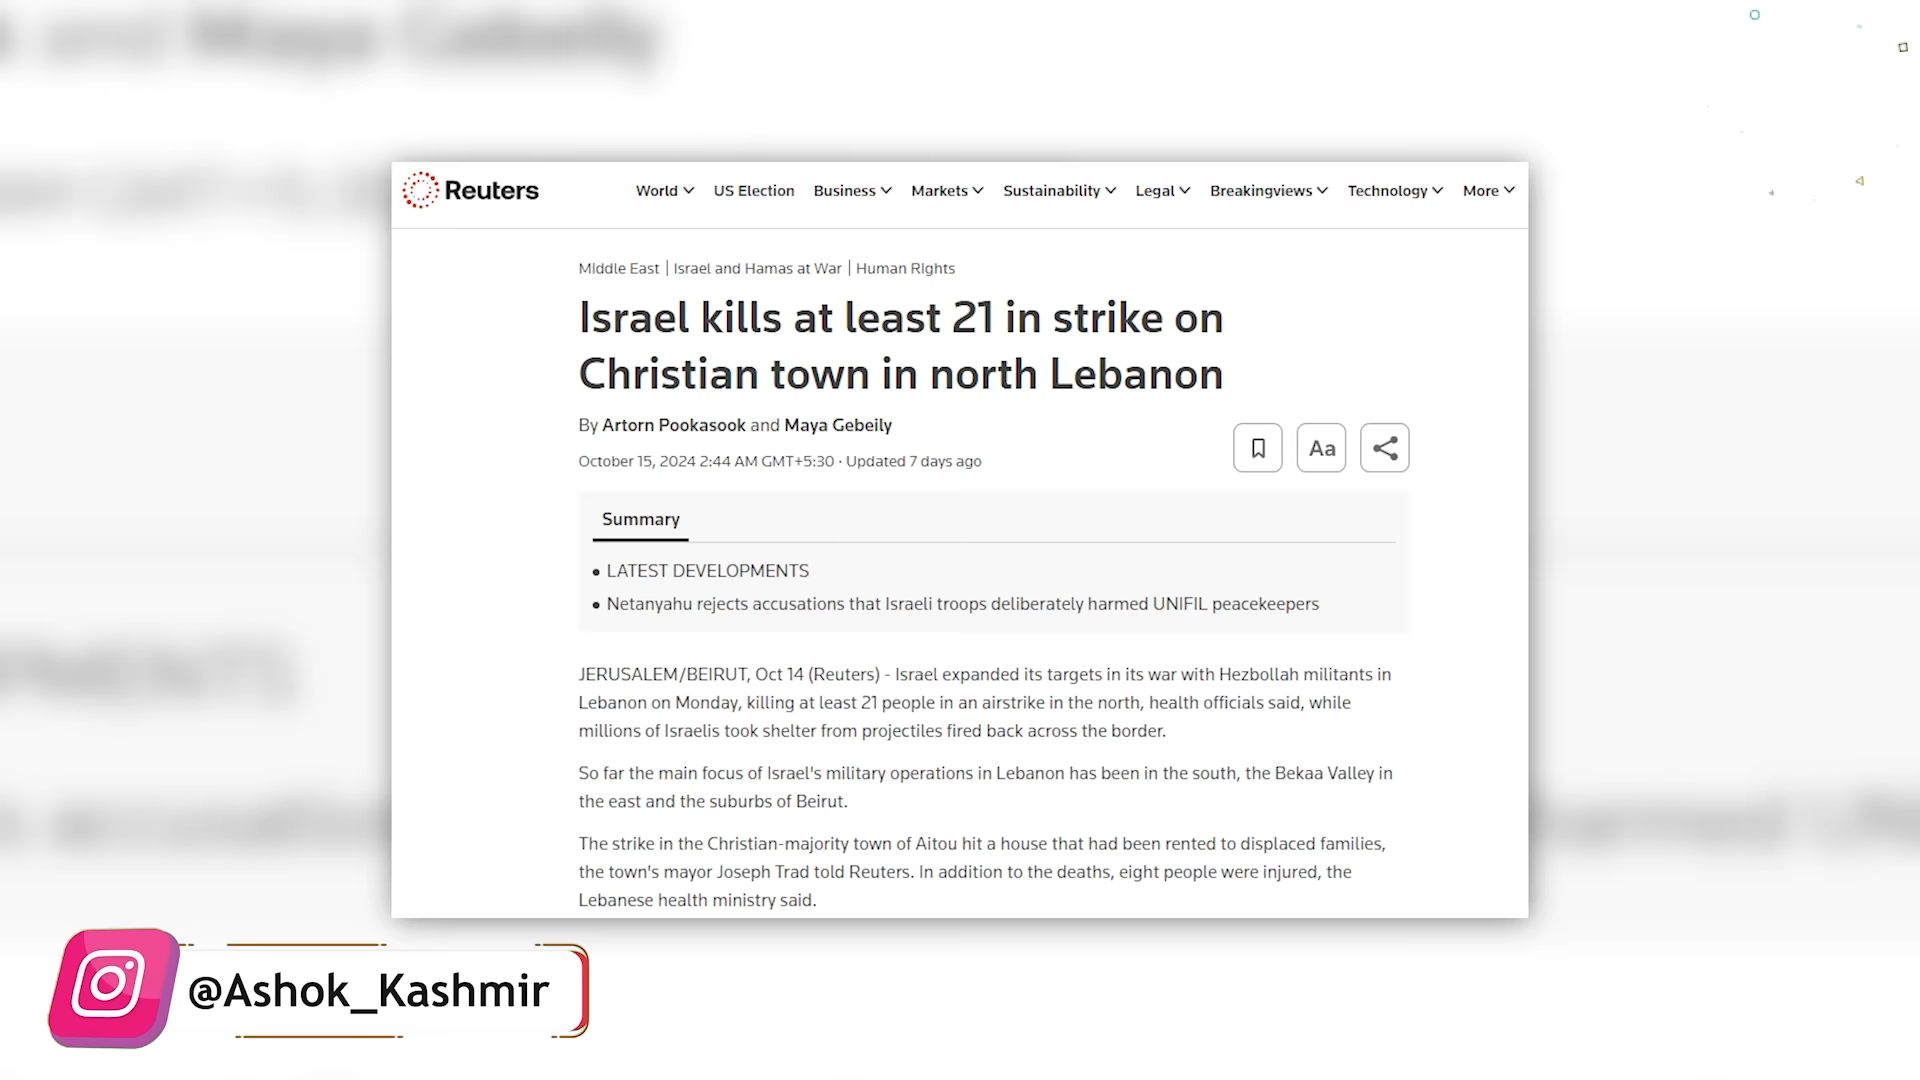 and Maya Gebeily
Reuters
World US Election Business Markets Sustainability Legal Breakingviews Technology More
Middle East | Israel and Hamas at War | Human Rights
Israel kills at least 21 in strike on
Christian town in north Lebanon
By Artorn Pookasook and Maya Gebeily
October 15, 2024 2:44 AM GMT+5:30 · Updated 7 days ago
Aa
Summary
• LATEST DEVELOPMENTS
• Netanyahu rejects accusations that Israeli troops deliberately harmed UNIFIL peacekeepers
JERUSALEM/BEIRUT, Oct 14 (Reuters) - Israel expanded its targets in its war with Hezbollah militants in
Lebanon on Monday, killing at least 21 people in an airstrike in the north, health officials said, while
millions of Israelis took shelter from projectiles fired back across the border.
So far the main focus of Israel's military operations in Lebanon has been in the south, the Bekaa Valley in
the east and the suburbs of Beirut.
The strike in the Christian-majority town of Aitou hit a house that had been rented to displaced families,
the town's mayor Joseph Trad told Reuters. In addition to the deaths, eight people were injured, the
Lebanese health ministry said.
@Ashok_Kashmir